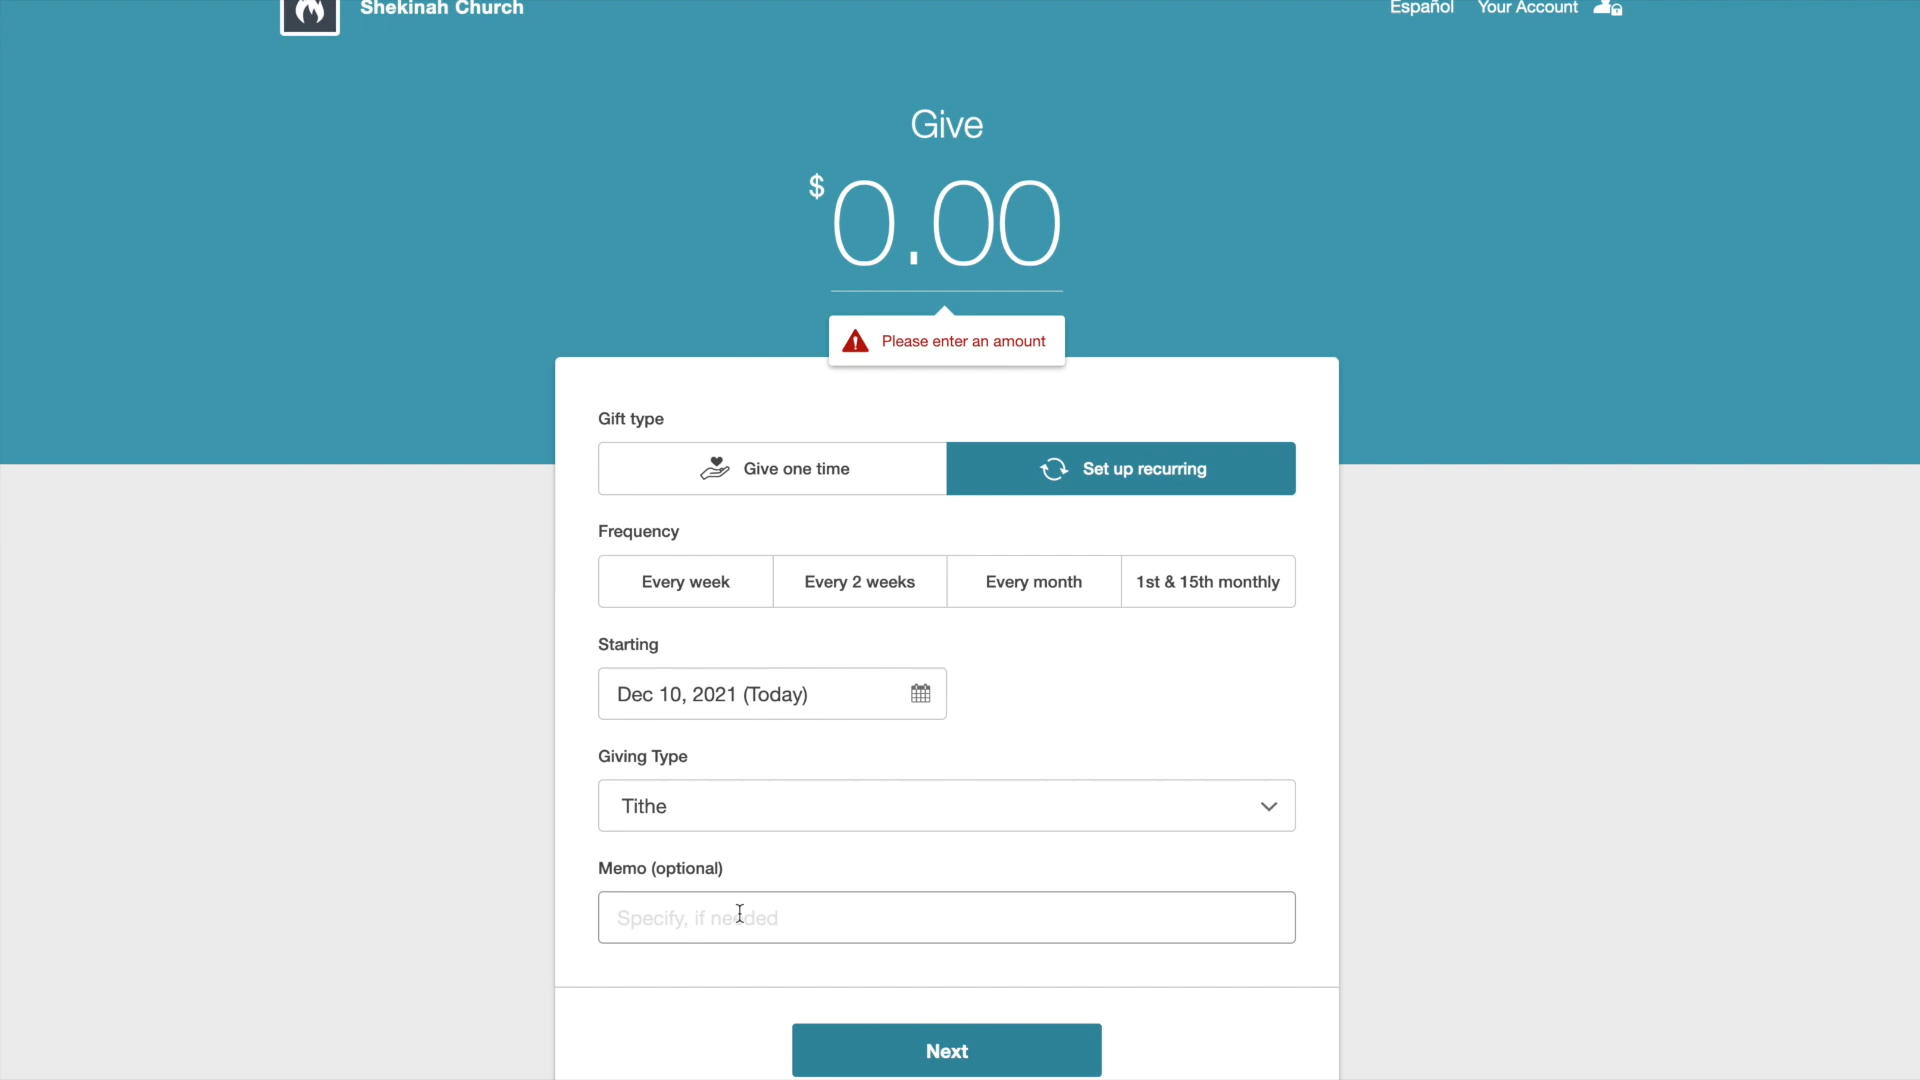 Shekinah Church
Español Your Account
Give
$0.00
Please enter an amount
Gift type
Give one time
Set up recurring
Frequency
Every week
Every 2 weeks
Every month
1st & 15th monthly
Starting
Dec 10, 2021 (Today)
Giving Type
Tithe
Memo (optional)
Specify, if needed
Next